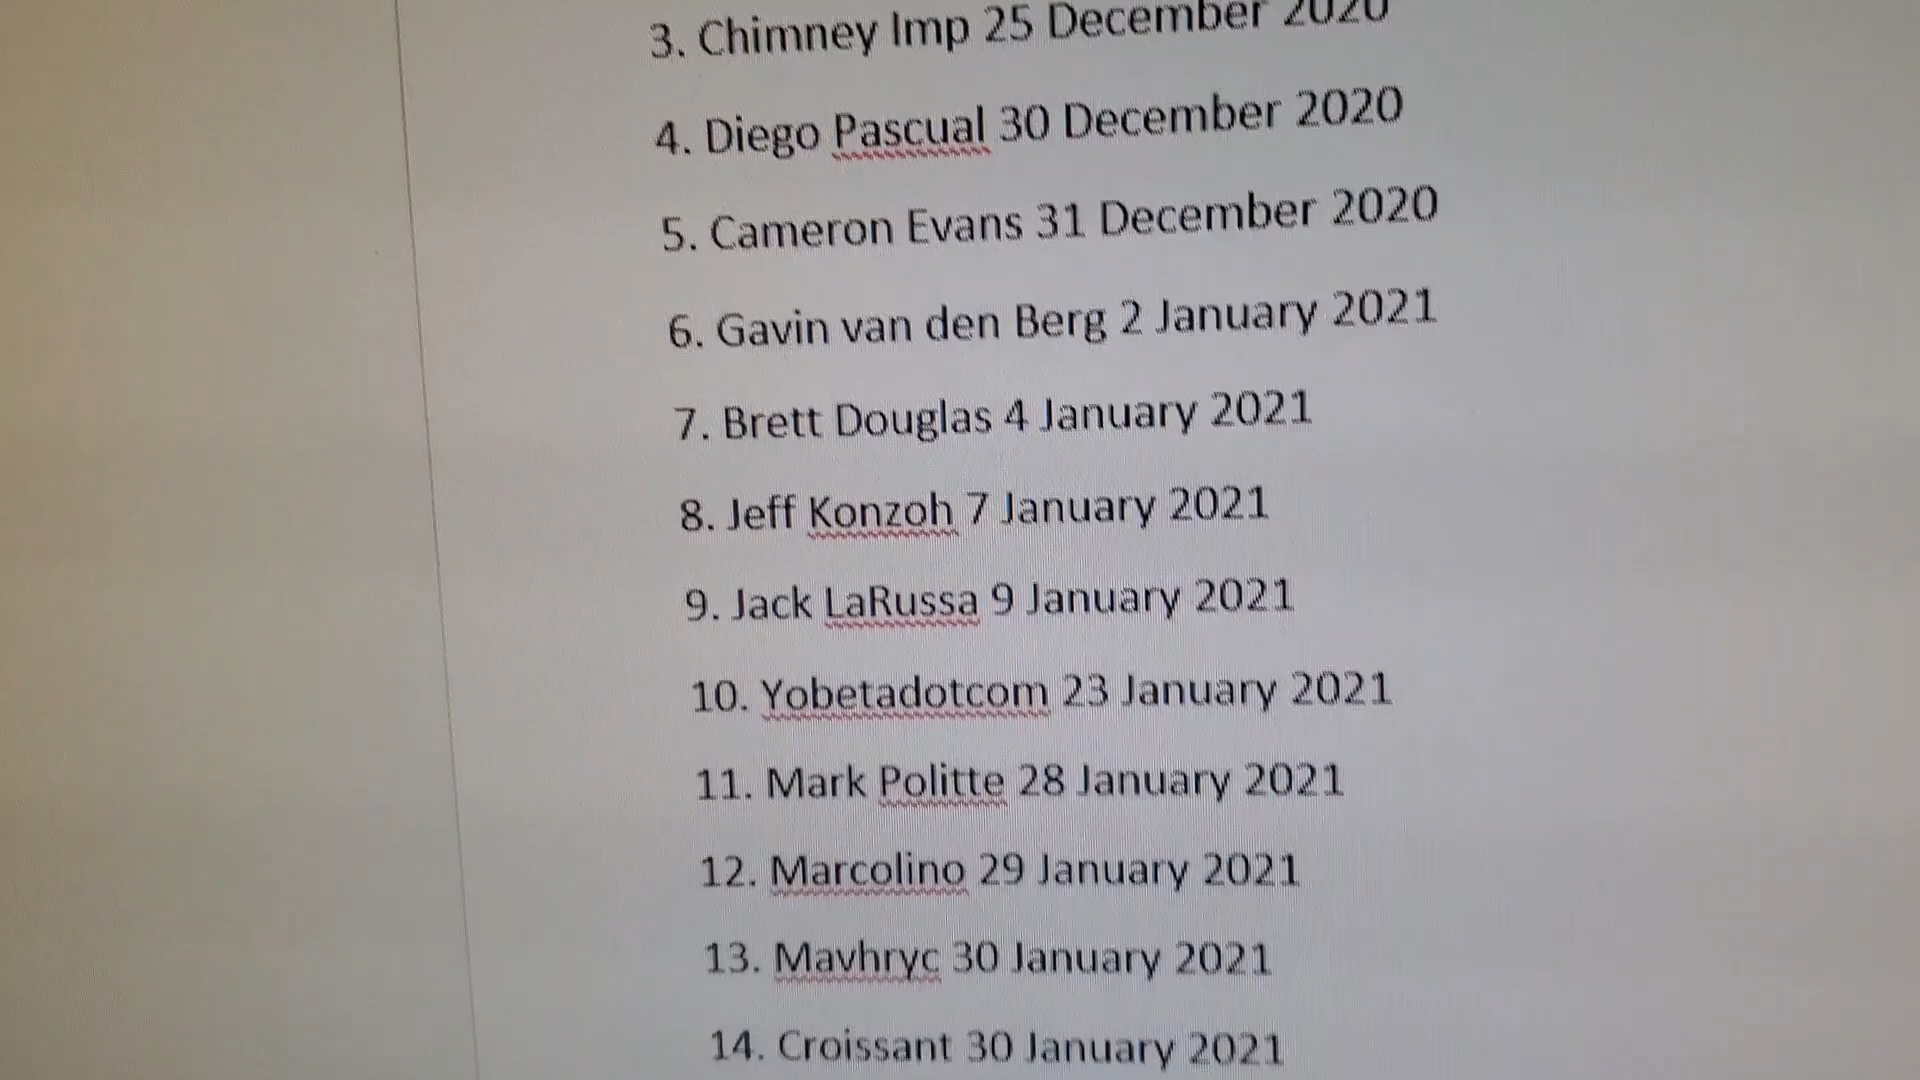 3. Chimney Imp 25 December 2020
4. Diego Pascual 30 December 2020
5. Cameron Evans 31 December 2020
6. Gavin van den Berg 2 January 2021
7. Brett Douglas 4 January 2021
8. Jeff Konzoh 7 January 2021
9. Jack LaRussa 9 January 2021
10. Yobetadotcom 23 January 2021
11. Mark Politte 28 January 2021
12. Marcolino 29 January 2021
13. Mavhryc 30 January 2021
14. Croissant 30 January 2021